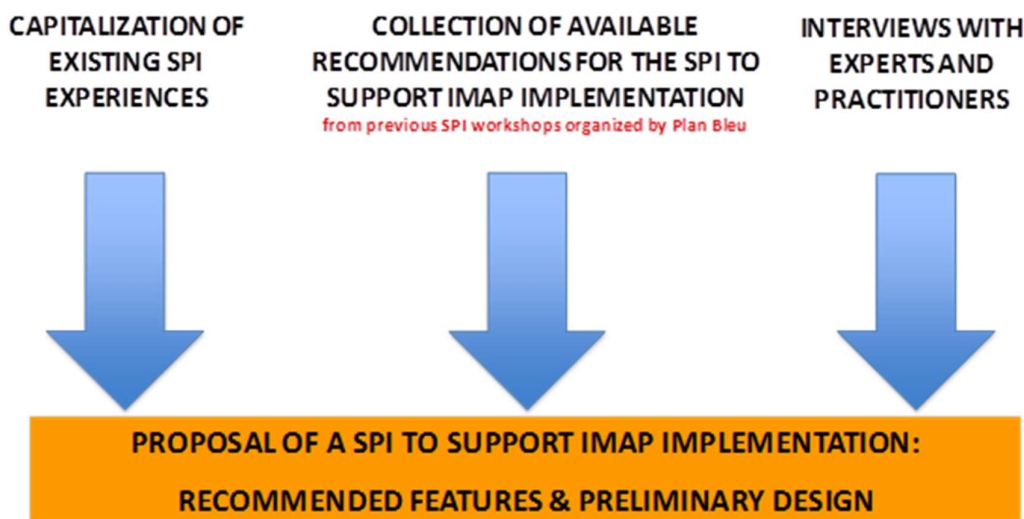 CAPITALIZATION OF
EXISTING SPI
EXPERIENCES
COLLECTION OF AVAILABLE
RECOMMENDATIONS FOR THE SPI TO
SUPPORT IMAP IMPLEMENTATION
from previous SPI workshops organized by Plan Bleu
INTERVIEWS WITH
EXPERTS AND
PRACTITIONERS
PROPOSAL OF A SPI TO SUPPORT IMAP IMPLEMENTATION:
RECOMMENDED FEATURES & PRELIMINARY DESIGN